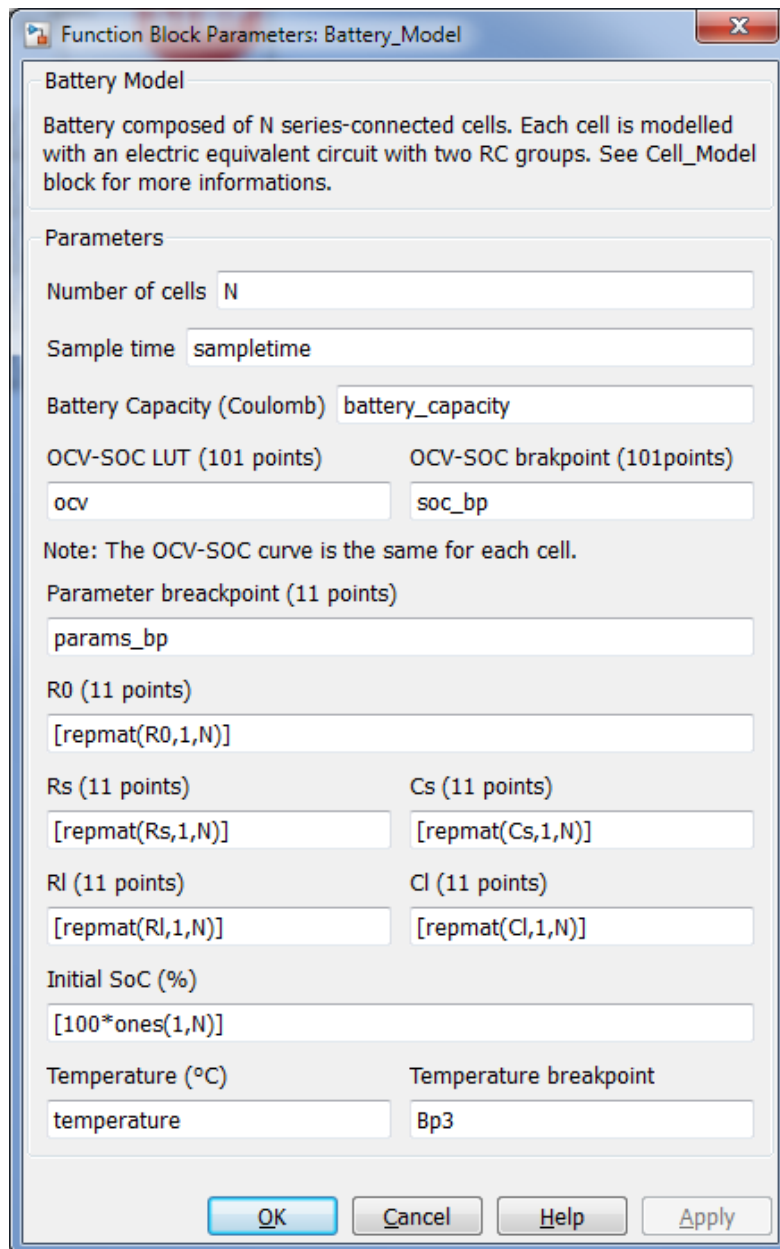 Function Block Parameters: Battery_Model
Battery Model
Battery composed of N series-connected cells. Each cell is modelled
with an electric equivalent circuit with two RC groups. See Cell_Model
block for more informations.
Parameters
Number of cells N
Sample time sampletime
Battery Capacity (Coulomb) battery_capacity
OCV-SOC LUT (101 points) OCV-SOC brakpoint (101points)
ocv soc_bp
Note: The OCV-SOC curve is the same for each cell.
Parameter breackpoint (11 points)
params_bp
R0 (11 points)
[repmat(R0,1,N)]
Rs (11 points) Cs (11 points)
[repmat(Rs,1,N)] [repmat(Cs,1,N)]
Rl (11 points) Cl (11 points)
[repmat(Rl,1,N)] [repmat(Cl,1,N)]
Initial SoC (%)
[100*ones(1,N)]
Temperature (°C) Temperature breakpoint
temperature Bp3
OK Cancel Help Apply